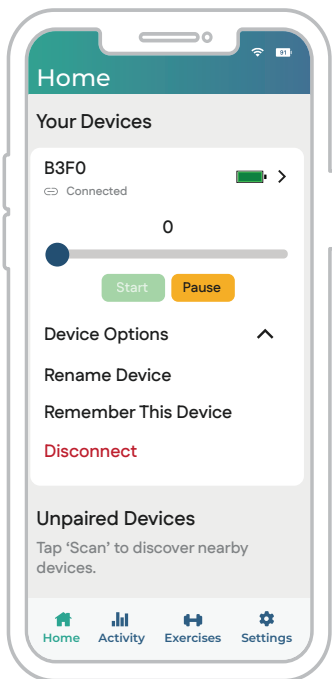 91
Home
Your Devices
B3F0
Connected
0
Start Pause
Device Options
Rename Device
Remember This Device
Disconnect
Unpaired Devices
Tap ‘Scan’ to discover nearby
devices.
Home Activity Exercises Settings